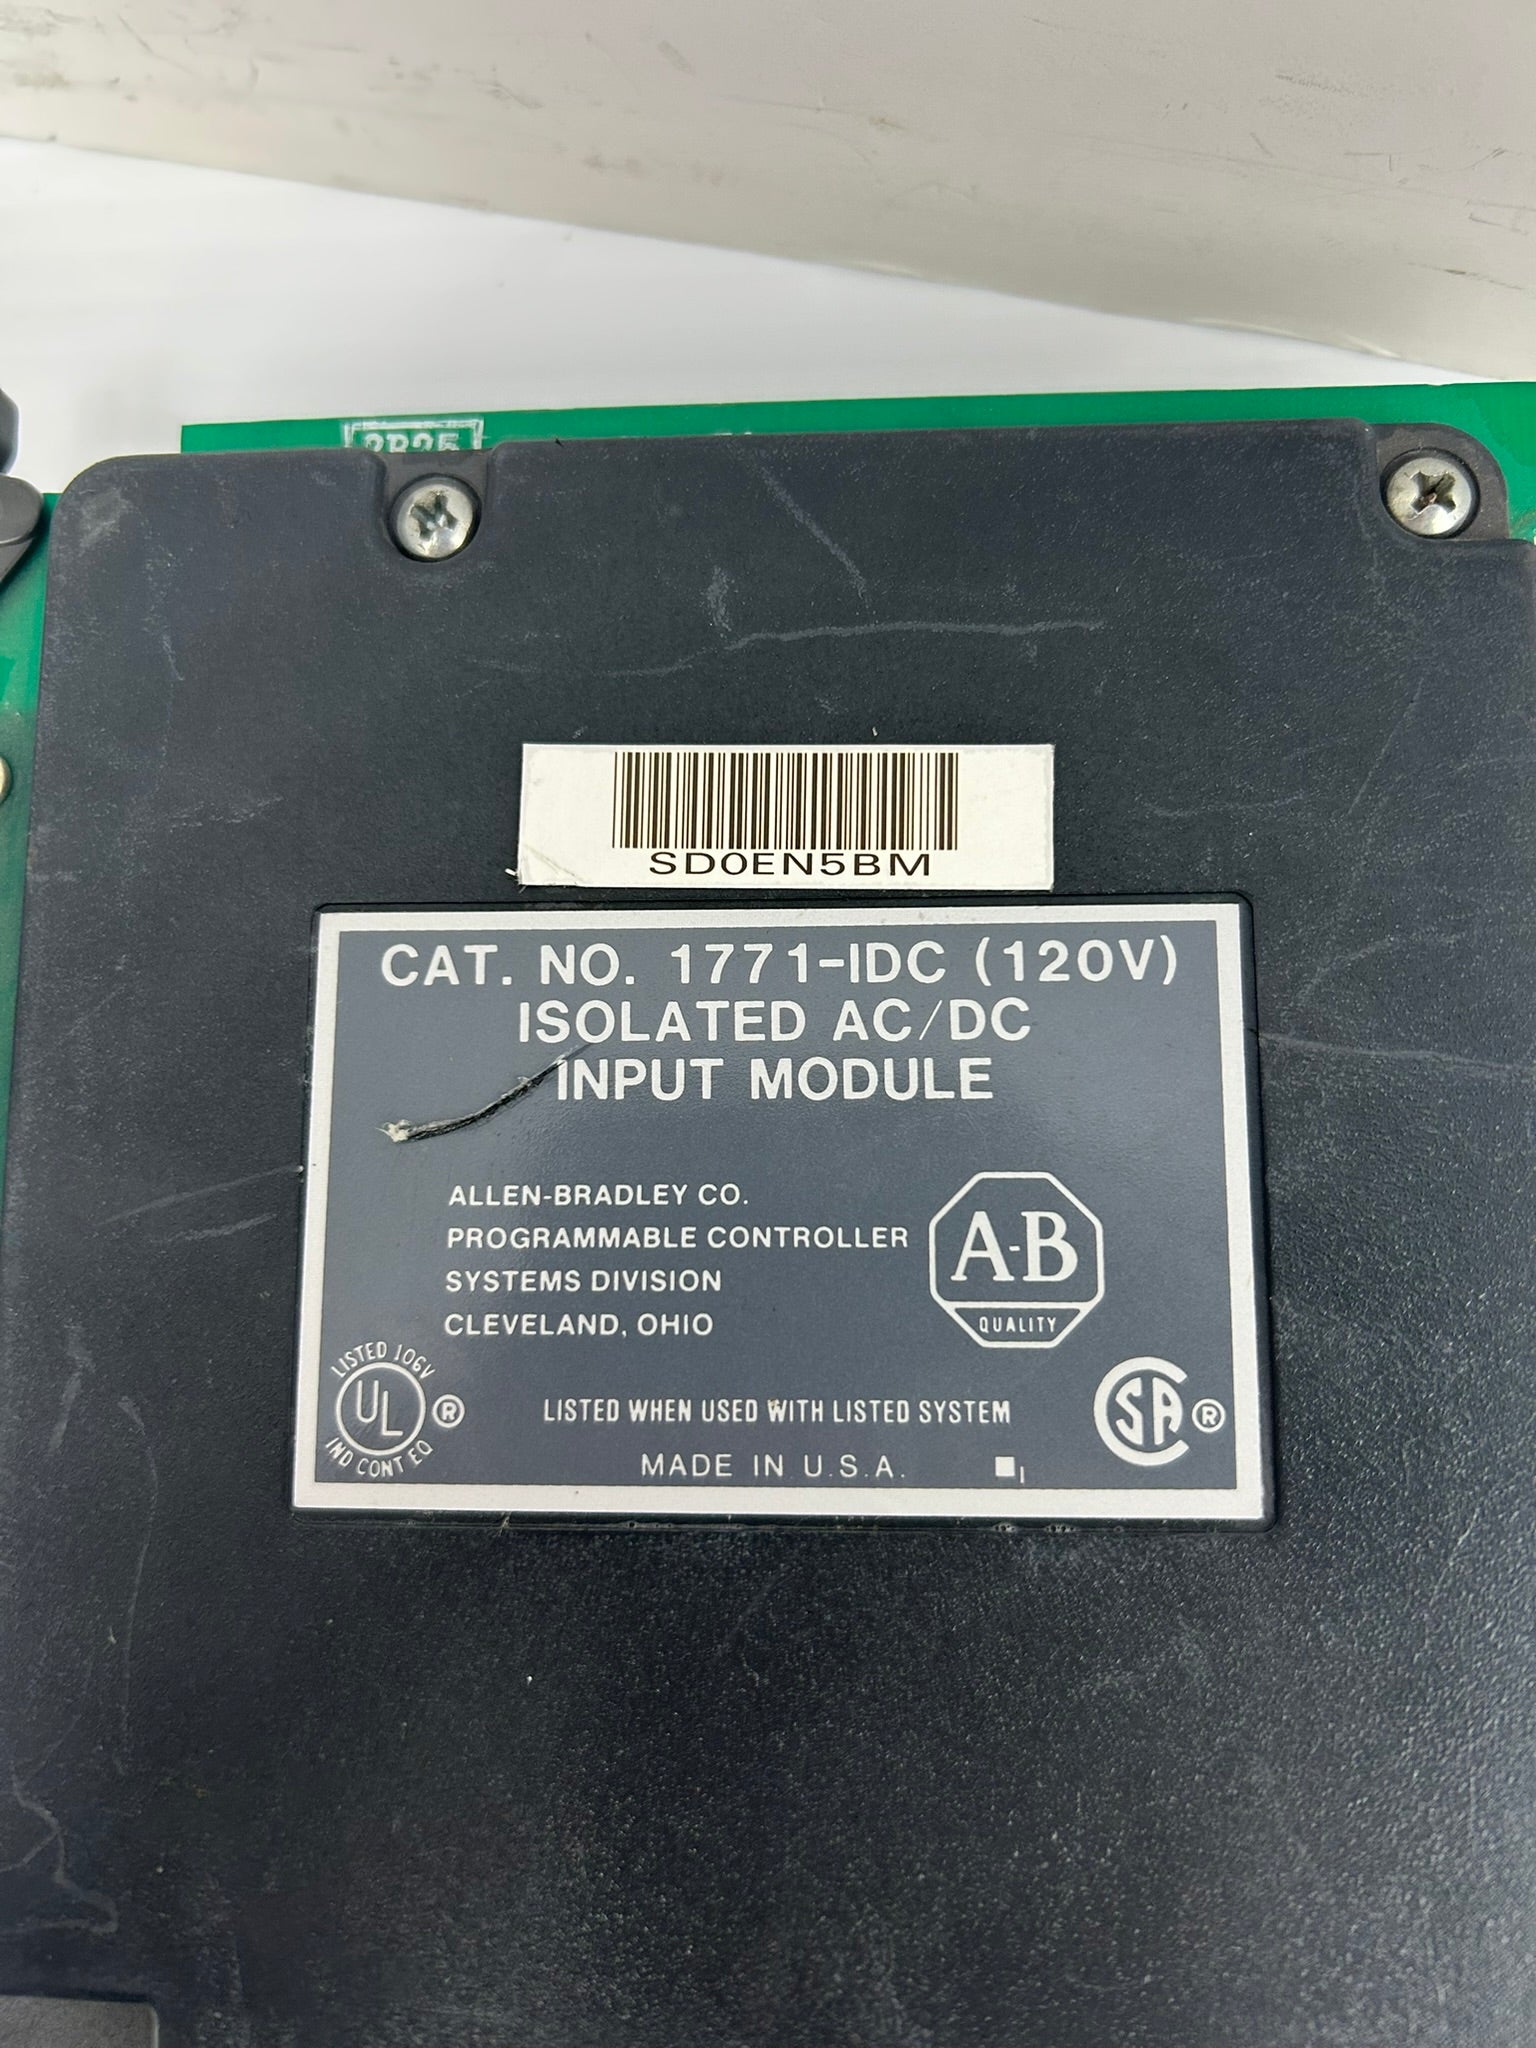 SD0EN5BM
CAT. NO. 1771-IDC (120V)
ISOLATED AC/DC
INPUT MODULE
ALLEN-BRADLEY CO.
PROGRAMMABLE CONTROLLER
SYSTEMS DIVISION
CLEVELAND, OHIO
A-B
QUALITY
LISTED 106V
UL ®
IND CONT EQ
LISTED WHEN USED WITH LISTED SYSTEM
SA ®
MADE IN U.S.A.